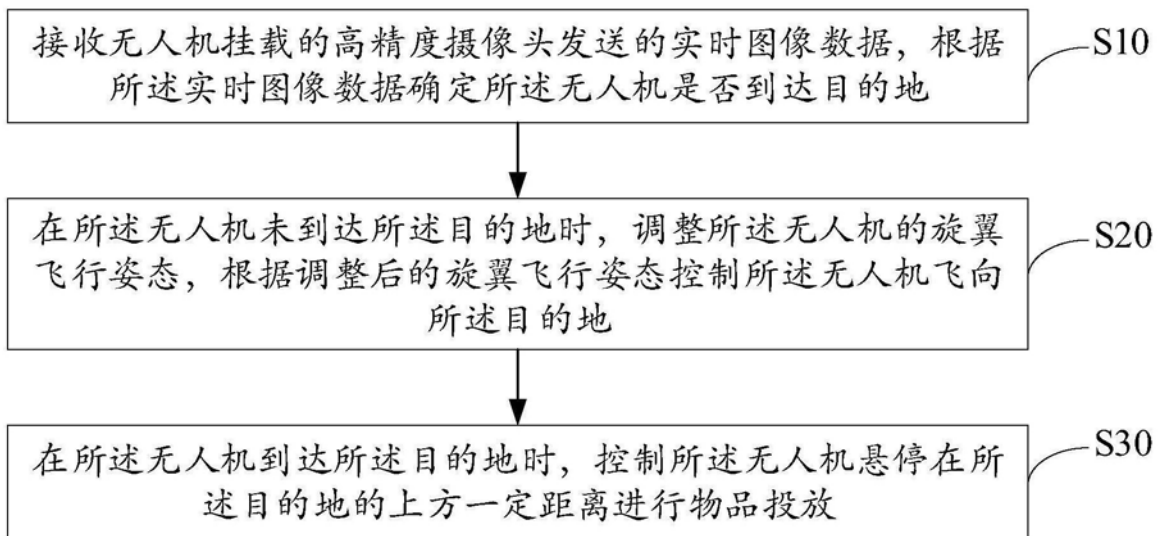 接收无人机挂载的高精度摄像头发送的实时图像数据，根据
所述实时图像数据确定所述无人机是否到达目的地
S10
在所述无人机未到达所述目的地时，调整所述无人机的旋翼
飞行姿态，根据调整后的旋翼飞行姿态控制所述无人机飞向
所述目的地
S20
在所述无人机到达所述目的地时，控制所述无人机悬停在所
述目的地的上方一定距离进行物品投放
S30